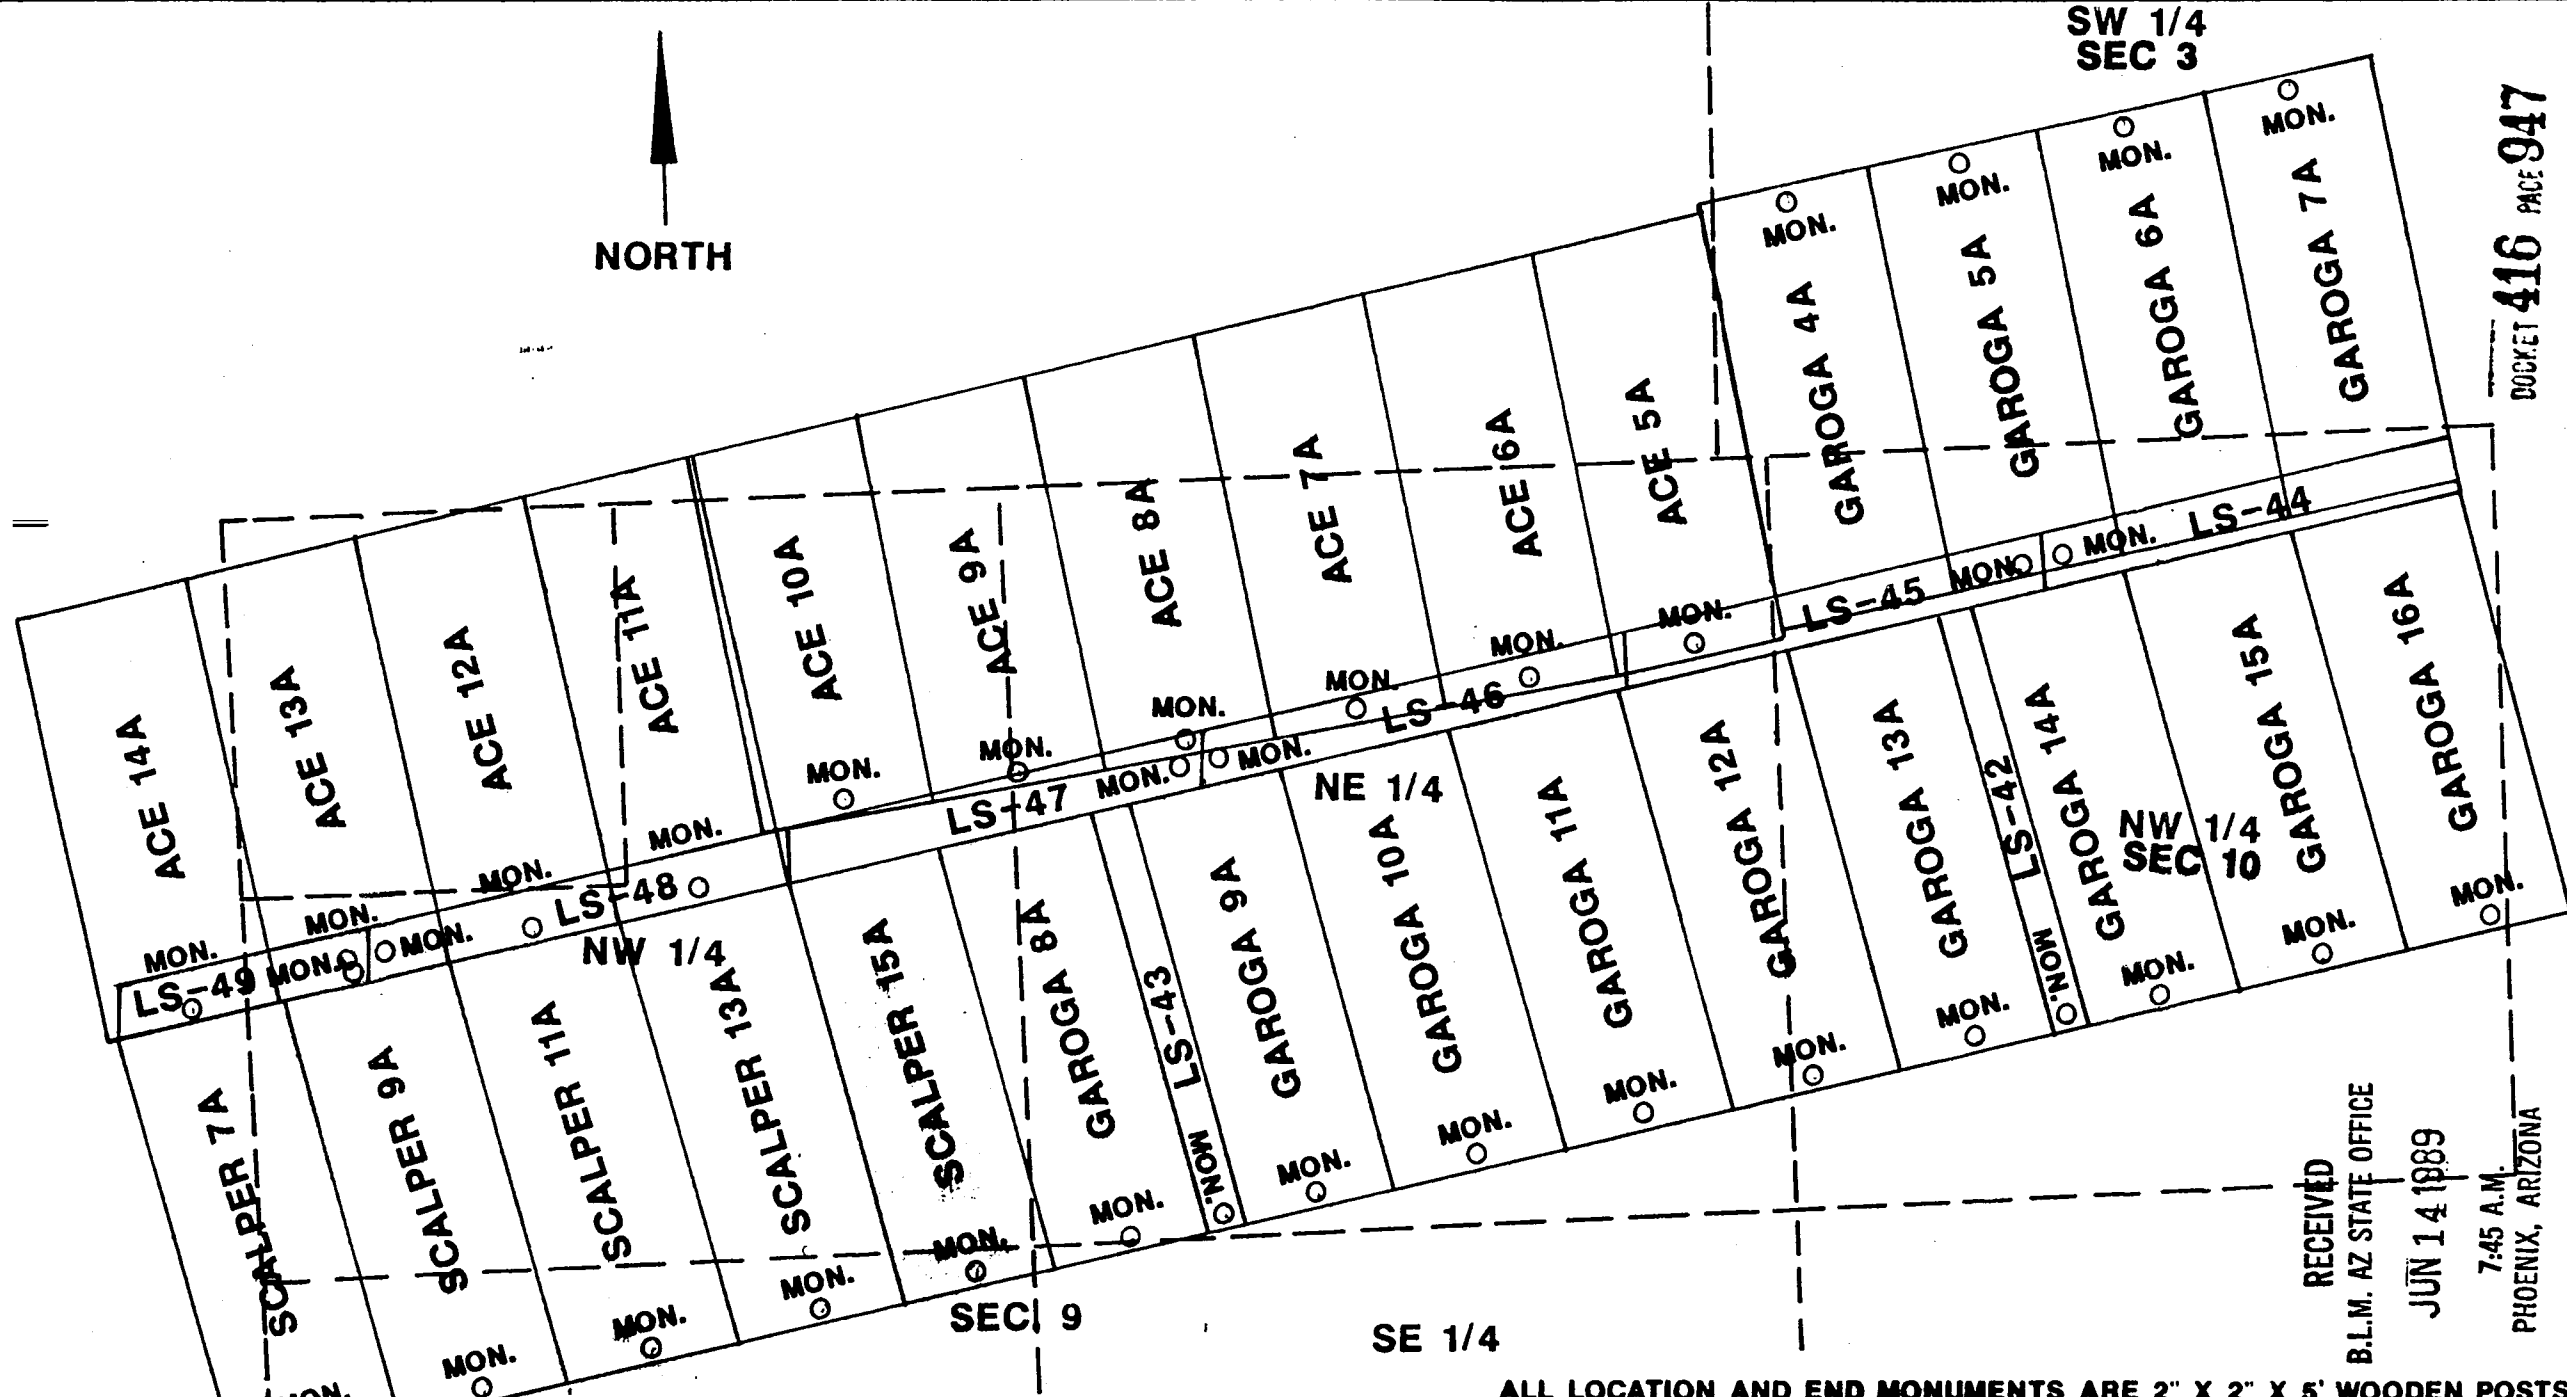 SW 1/4
SEC 3
NORTH
DOCKET 416 PAGE 947
MON.
MON.
MON.
MON.
GAROGA 4A
GAROGA 5A
GAROGA 6A
GAROGA 7A
ACE 14A
ACE 13A
ACE 12A
ACE 11A
ACE 10A
ACE 9A
ACE 8A
ACE 7A
ACE 6A
ACE 5A
MON.
MON.
MON.
MON.
MON.
MON.
MON.
MON.
MON.
MON.
LS-49
MON.
MON.
LS-48
LS-47
MON.
MON.
LS-46
LS-45
MON.
MON.
LS-44
NW 1/4
NE 1/4
NW 1/4
SEC 10
SCALPER 7A
SCALPER 9A
SCALPER 11A
SCALPER 13A
SCALPER 15A
GAROGA 8A
MON. LS-43
GAROGA 9A
GAROGA 10A
GAROGA 11A
GAROGA 12A
GAROGA 13A
MON. LS-42
GAROGA 14A
GAROGA 15A
GAROGA 16A
MON.
MON.
MON.
MON.
MON.
MON.
MON.
MON.
MON.
MON.
MON.
MON.
MON.
MON.
SEC 9
SE 1/4
RECEIVED
B.L.M. AZ STATE OFFICE
JUN 14 1989
7:45 A.M.
PHOENIX, ARIZONA
ALL LOCATION AND END MONUMENTS ARE 2" X 2" X 5' WOODEN POSTS